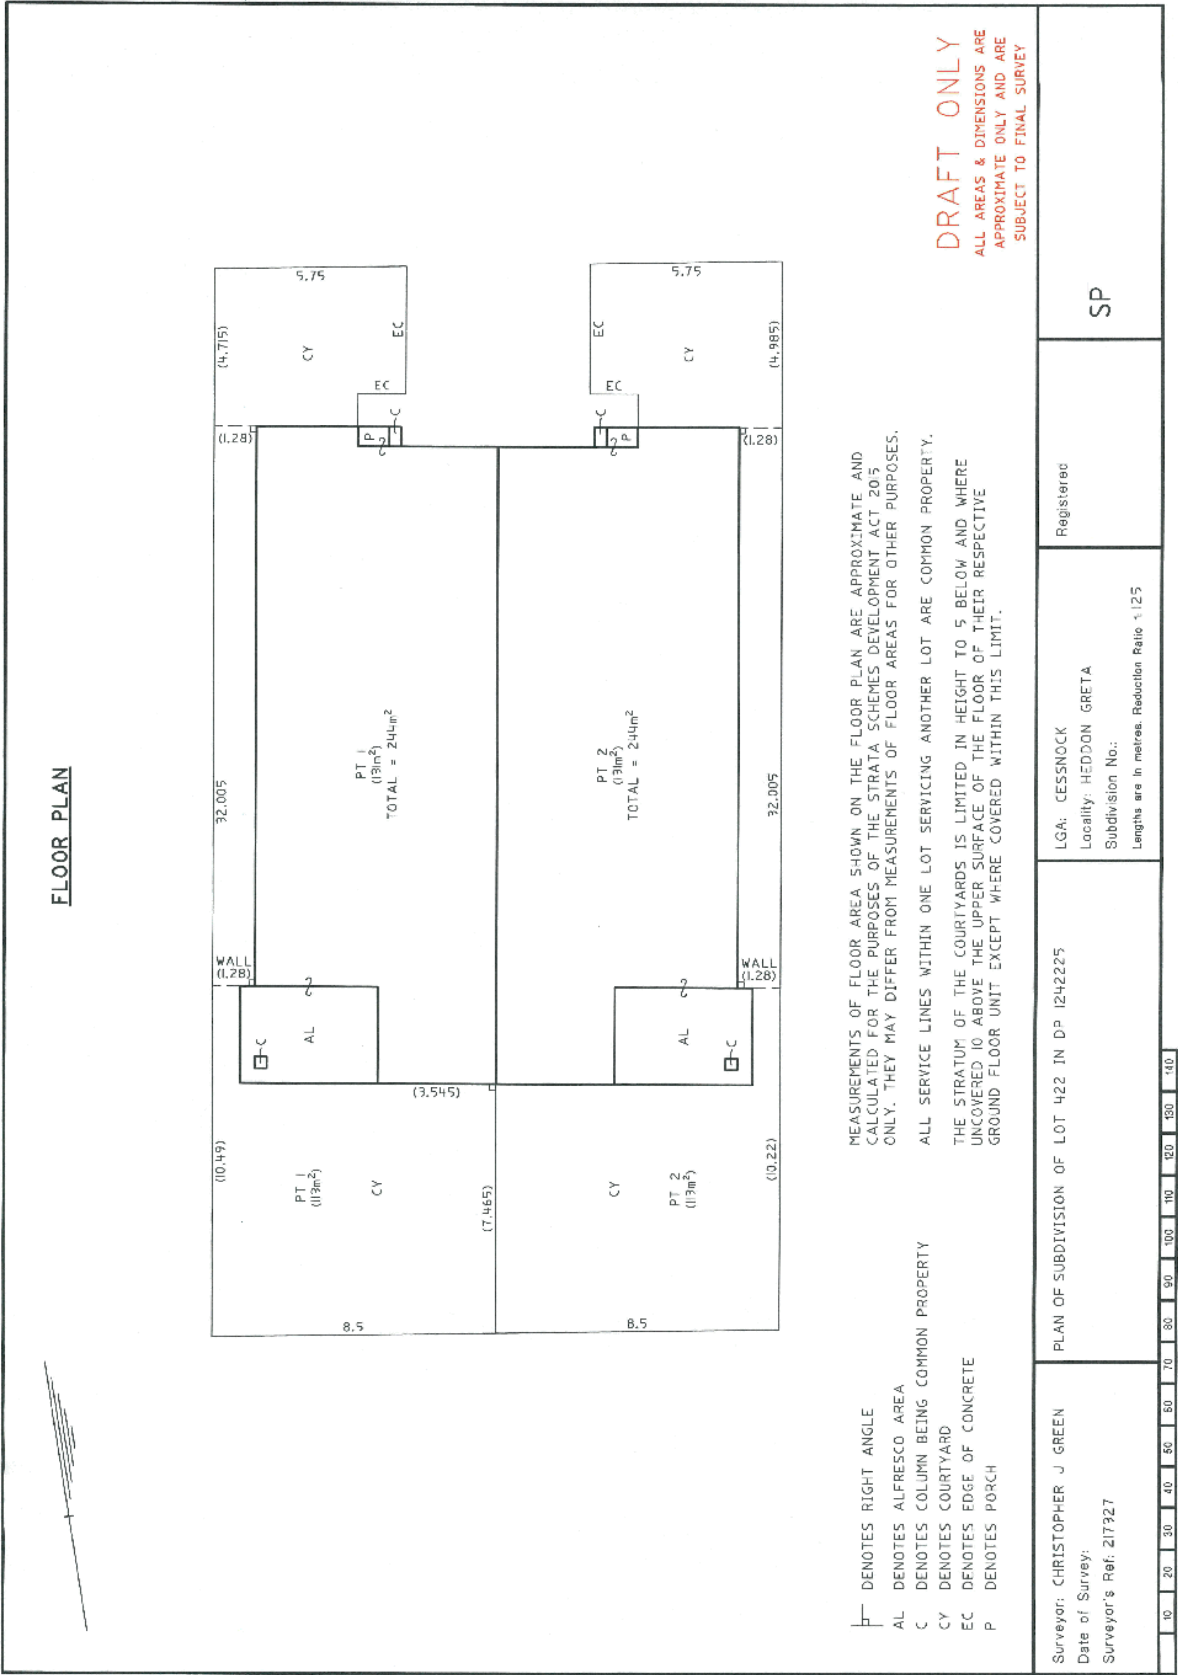 FLOOR PLAN
5.75
(4.715)
CY
EC
EC
C
P
(1.28)
32.005
PT 1
(131m²)
TOTAL = 244m²
WALL
(1.28)
C
AL
(3.545)
(10.49)
PT 1
(113m²)
CY
(7.465)
8.5
5.75
EC
CY
(4.985)
EC
C
P
(1.28)
PT 2
(131m²)
TOTAL = 244m²
32.005
WALL
(1.28)
AL
C
CY
PT 2
(113m²)
(10.22)
8.5
DENOTES RIGHT ANGLE
AL DENOTES ALFRESCO AREA
C DENOTES COLUMN BEING COMMON PROPERTY
CY DENOTES COURTYARD
EC DENOTES EDGE OF CONCRETE
P DENOTES PORCH
MEASUREMENTS OF FLOOR AREA SHOWN ON THE FLOOR PLAN ARE APPROXIMATE AND
CALCULATED FOR THE PURPOSES OF THE STRATA SCHEMES DEVELOPMENT ACT 2015
ONLY. THEY MAY DIFFER FROM MEASUREMENTS OF FLOOR AREAS FOR OTHER PURPOSES.
ALL SERVICE LINES WITHIN ONE LOT SERVICING ANOTHER LOT ARE COMMON PROPERTY.
THE STRATUM OF THE COURTYARDS IS LIMITED IN HEIGHT TO 5 BELOW AND WHERE
UNCOVERED 10 ABOVE THE UPPER SURFACE OF THE FLOOR OF THEIR RESPECTIVE
GROUND FLOOR UNIT EXCEPT WHERE COVERED WITHIN THIS LIMIT.
DRAFT ONLY
ALL AREAS & DIMENSIONS ARE
APPROXIMATE ONLY AND ARE
SUBJECT TO FINAL SURVEY
Surveyor: CHRISTOPHER J GREEN
Date of Survey:
Surveyor's Ref: 217327
PLAN OF SUBDIVISION OF LOT 422 IN DP 1242225
LGA: CESSNOCK
Locality: HEDDON GRETA
Subdivision No.:
Lengths are in metres. Reduction Ratio 1:125
Registered
SP
10 20 30 40 50 60 70 80 90 100 110 120 130 140